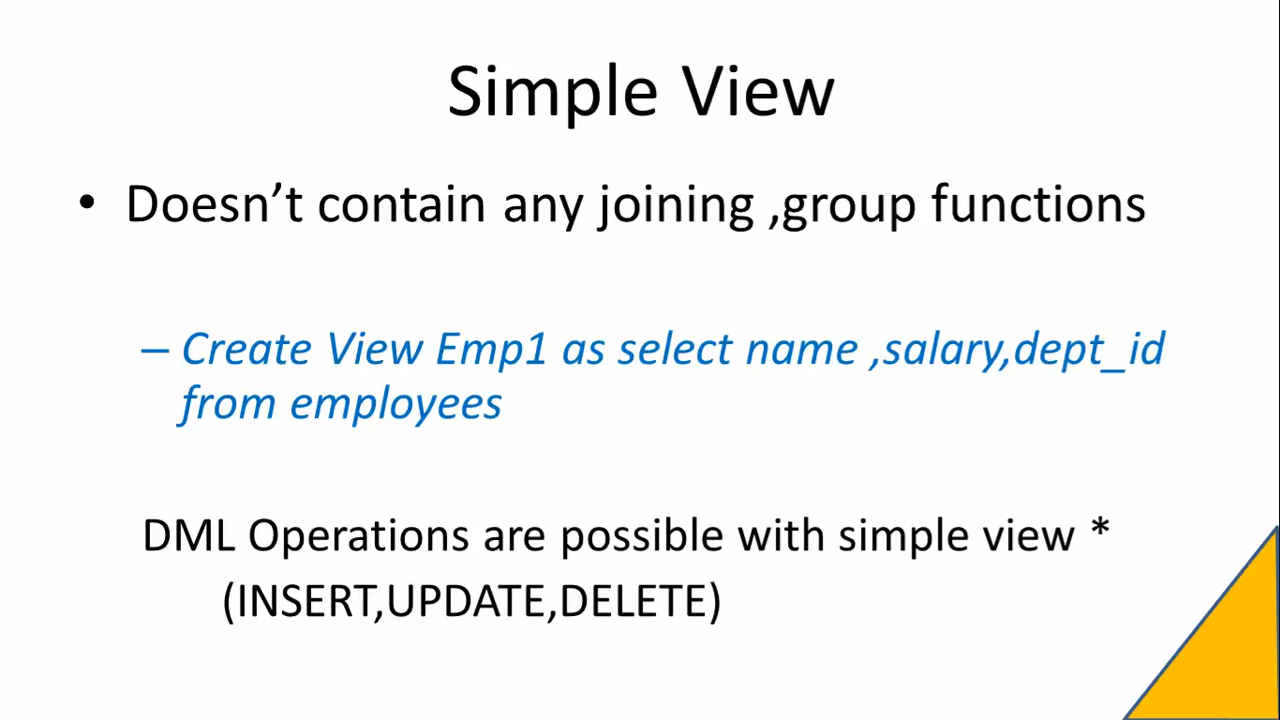 Simple View
• Doesn’t contain any joining ,group functions
– Create View Emp1 as select name ,salary,dept_id
from employees
DML Operations are possible with simple view *
(INSERT,UPDATE,DELETE)